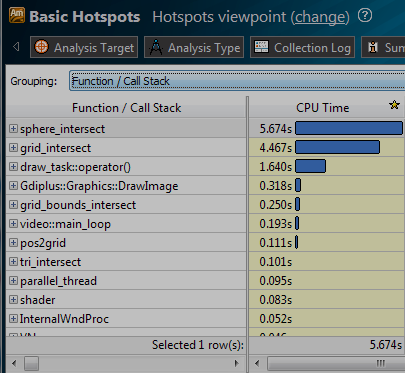 Am
Basic Hotspots Hotspots viewpoint (change) ?
Analysis Target Analysis Type Collection Log
Grouping: Function / Call Stack
Function / Call Stack CPU Time
sphere_intersect 5.674s
grid_intersect 4.467s
draw_task::operator() 1.640s
Gdiplus::Graphics::DrawImage 0.318s
grid_bounds_intersect 0.250s
video::main_loop 0.193s
pos2grid 0.111s
tri_intersect 0.101s
parallel_thread 0.095s
shader 0.083s
InternalWndProc 0.052s
Selected 1 row(s): 5.674s